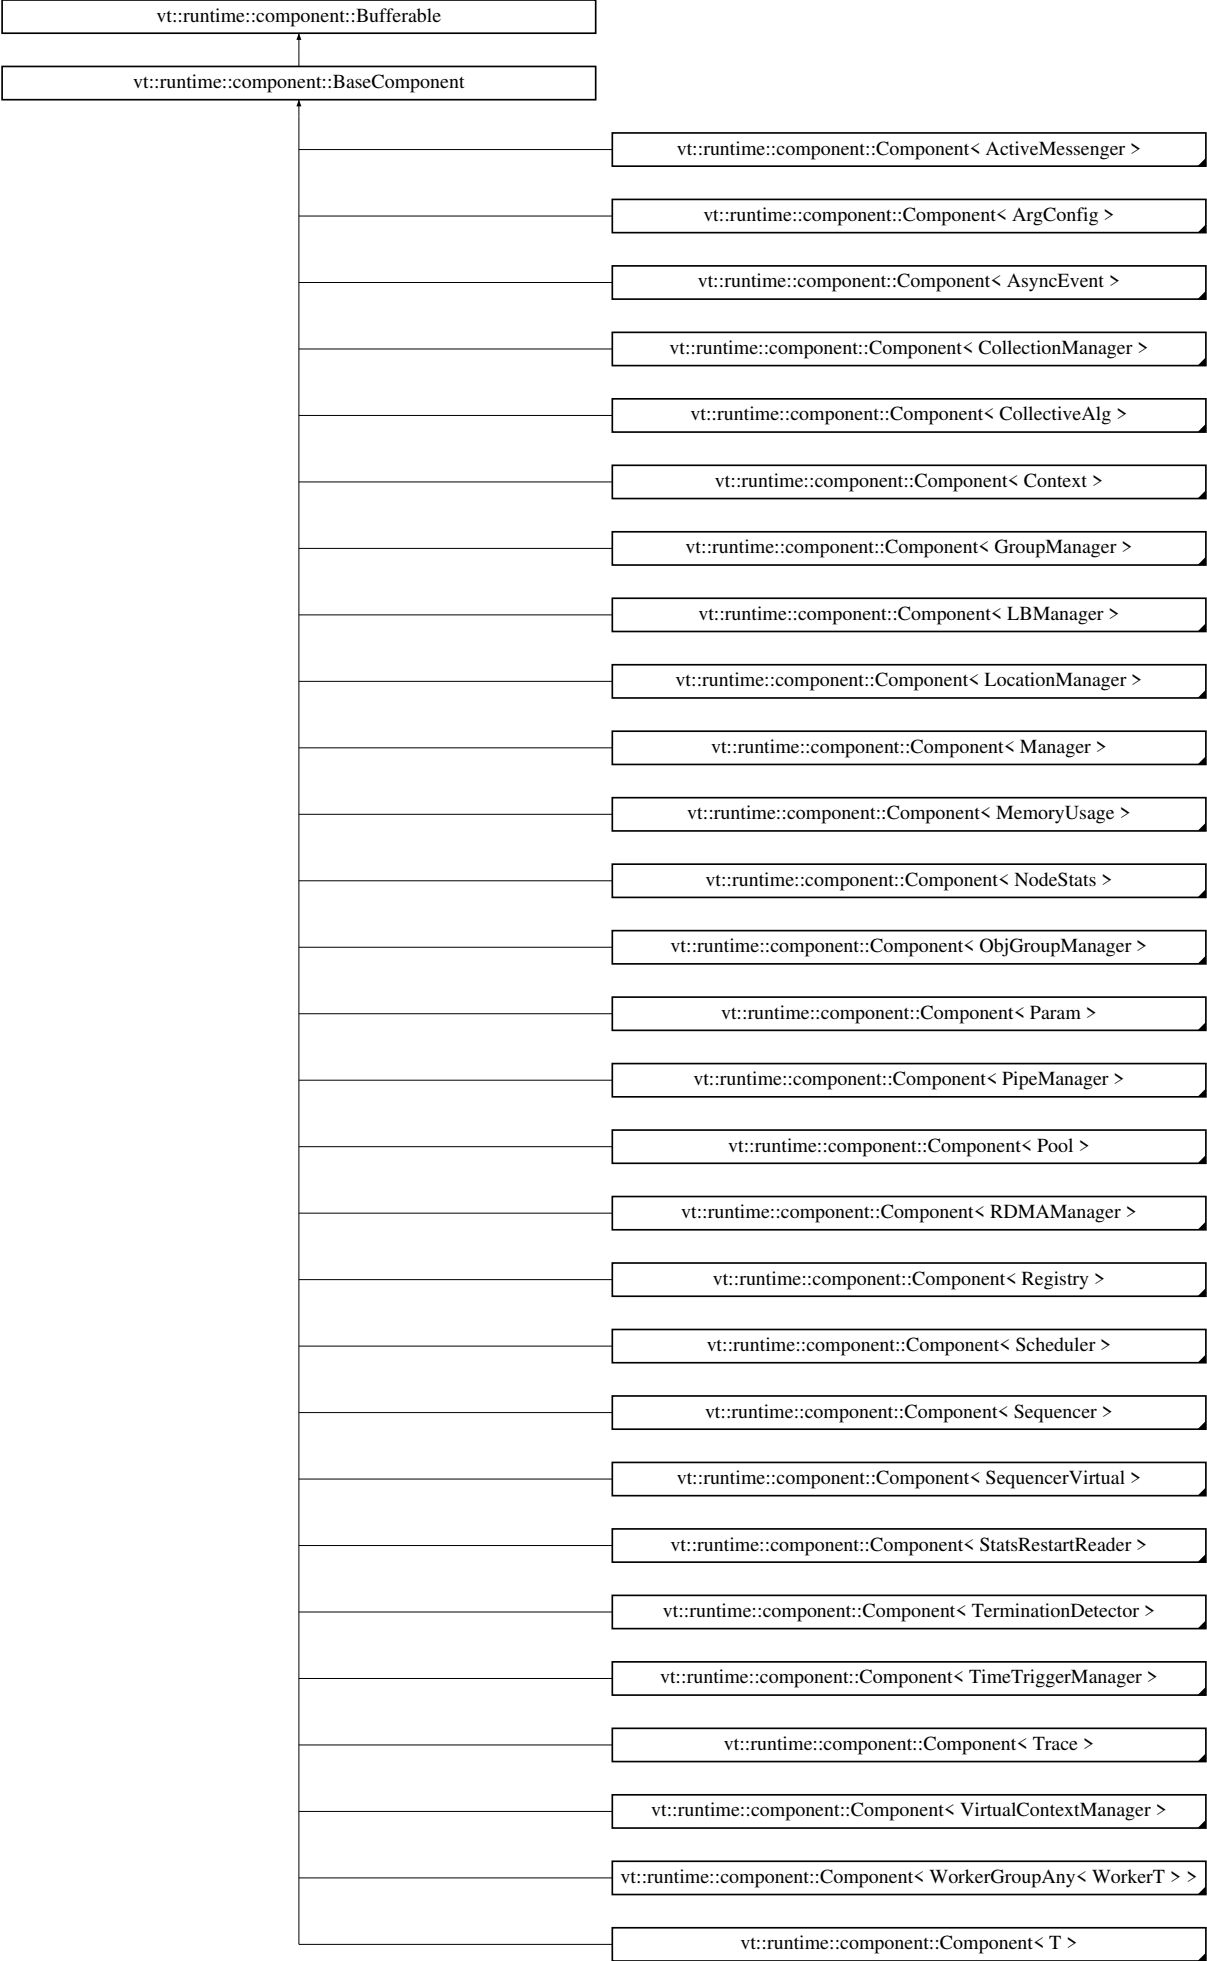 vt::runtime::component::Bufferable
vt::runtime::component::BaseComponent
vt::runtime::component::Component< ActiveMessenger >
vt::runtime::component::Component< ArgConfig >
vt::runtime::component::Component< AsyncEvent >
vt::runtime::component::Component< CollectionManager >
vt::runtime::component::Component< CollectiveAlg >
vt::runtime::component::Component< Context >
vt::runtime::component::Component< GroupManager >
vt::runtime::component::Component< LBManager >
vt::runtime::component::Component< LocationManager >
vt::runtime::component::Component< Manager >
vt::runtime::component::Component< MemoryUsage >
vt::runtime::component::Component< NodeStats >
vt::runtime::component::Component< ObjGroupManager >
vt::runtime::component::Component< Param >
vt::runtime::component::Component< PipeManager >
vt::runtime::component::Component< Pool >
vt::runtime::component::Component< RDMAManager >
vt::runtime::component::Component< Registry >
vt::runtime::component::Component< Scheduler >
vt::runtime::component::Component< Sequencer >
vt::runtime::component::Component< SequencerVirtual >
vt::runtime::component::Component< StatsRestartReader >
vt::runtime::component::Component< TerminationDetector >
vt::runtime::component::Component< TimeTriggerManager >
vt::runtime::component::Component< Trace >
vt::runtime::component::Component< VirtualContextManager >
vt::runtime::component::Component< WorkerGroupAny< WorkerT > >
vt::runtime::component::Component< T >